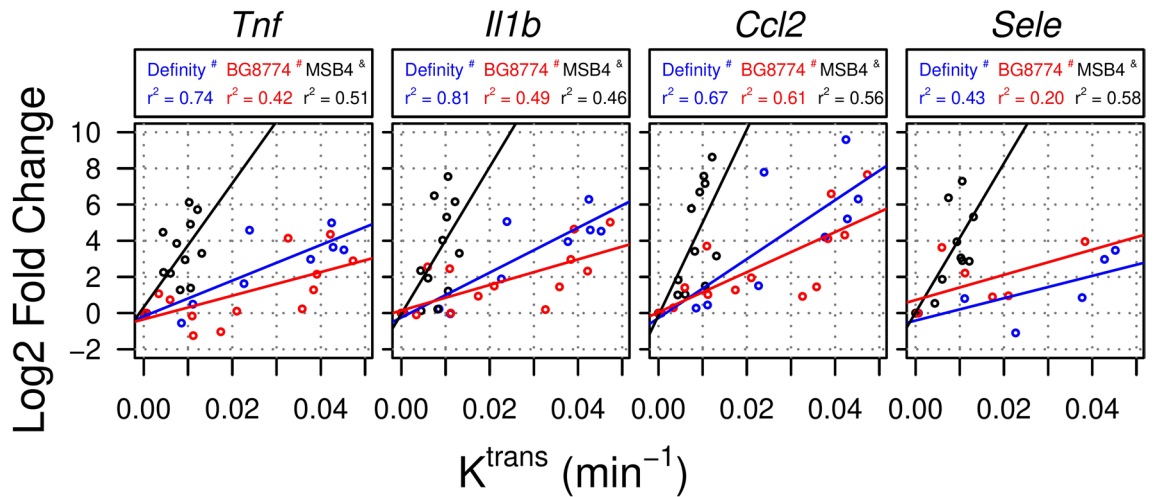 Tnf Il1b Ccl2 Sele
Definity # BG8774 # MSB4 & Definity # BG8774 # MSB4 & Definity # BG8774 # MSB4 & Definity # BG8774 # MSB4 &
r² = 0.74 r² = 0.42 r² = 0.51 r² = 0.81 r² = 0.49 r² = 0.46 r² = 0.67 r² = 0.61 r² = 0.56 r² = 0.43 r² = 0.20 r² = 0.58
Log2 Fold Change
10
8
6
4
2
0
−2
0.00 0.02 0.04 0.00 0.02 0.04 0.00 0.02 0.04 0.00 0.02 0.04
K^trans (min⁻¹)